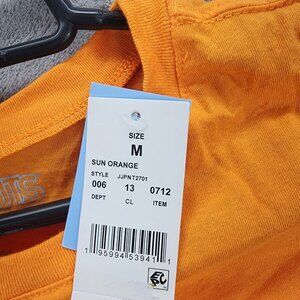 SIZE
M
SUN ORANGE
STYLE JJPNT2701
006 13 0712
DEPT CL ITEM
1 95994 53941 1